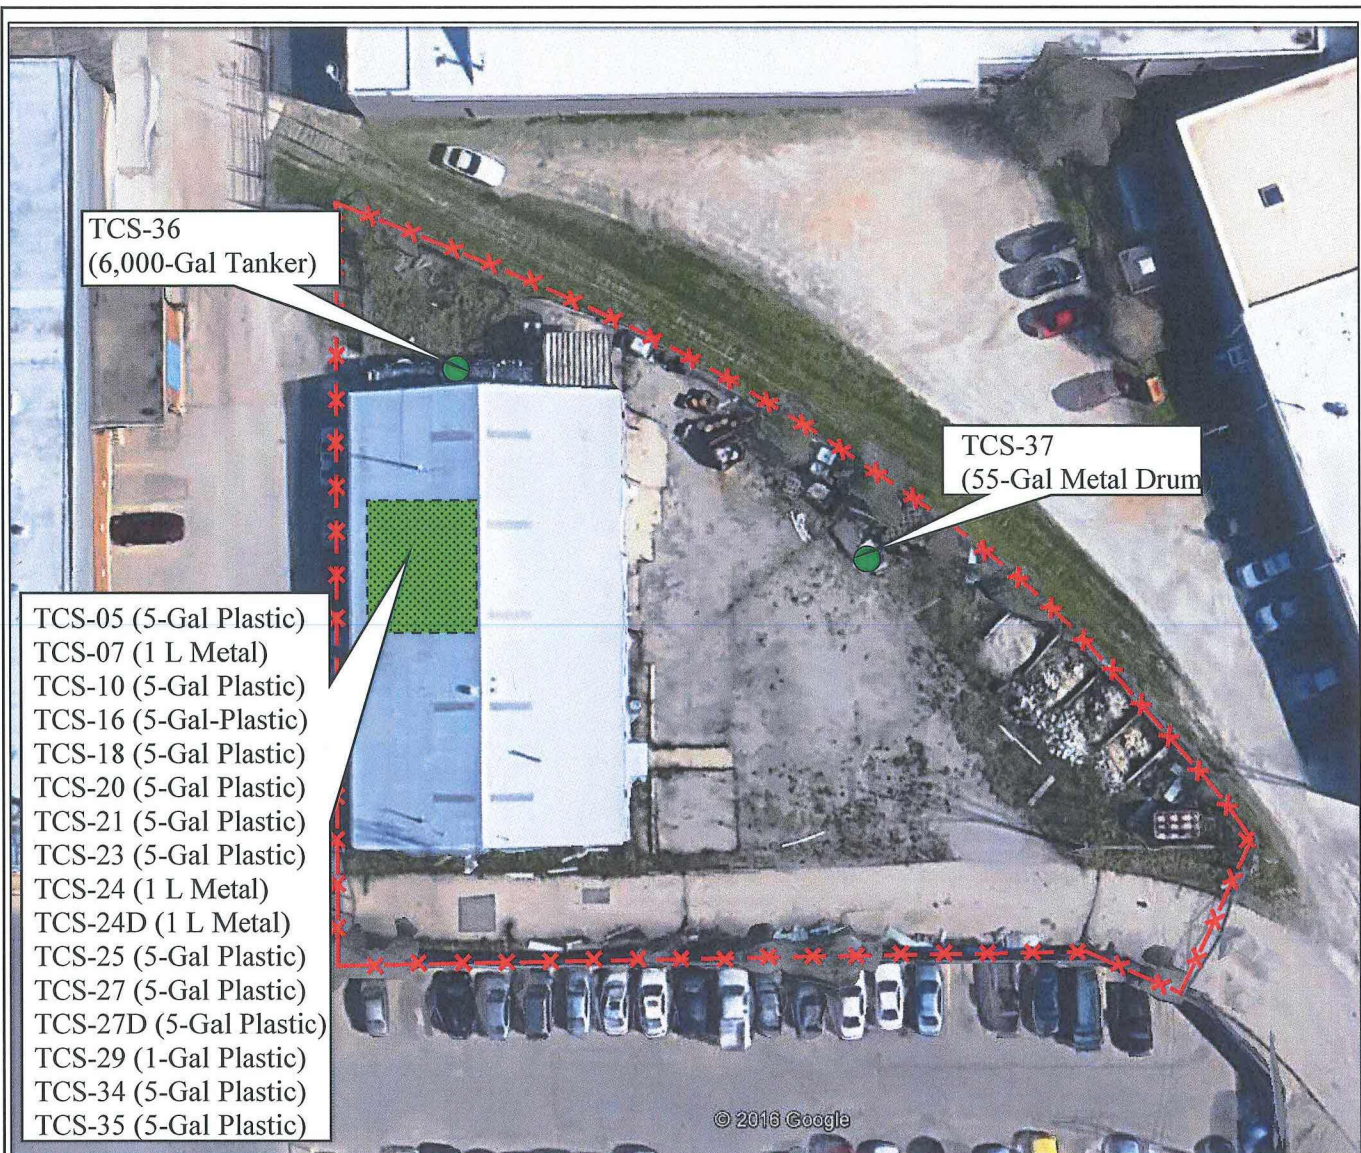 TCS-36
(6,000-Gal Tanker)
TCS-37
(55-Gal Metal Drum
TCS-05 (5-Gal Plastic)
TCS-07 (1 L Metal)
TCS-10 (5-Gal Plastic)
TCS-16 (5-Gal-Plastic)
TCS-18 (5-Gal Plastic)
TCS-20 (5-Gal Plastic)
TCS-21 (5-Gal Plastic)
TCS-23 (5-Gal Plastic)
TCS-24 (1 L Metal)
TCS-24D (1 L Metal)
TCS-25 (5-Gal Plastic)
TCS-27 (5-Gal Plastic)
TCS-27D (5-Gal Plastic)
TCS-29 (1-Gal Plastic)
TCS-34 (5-Gal Plastic)
TCS-35 (5-Gal Plastic)
© 2016 Google